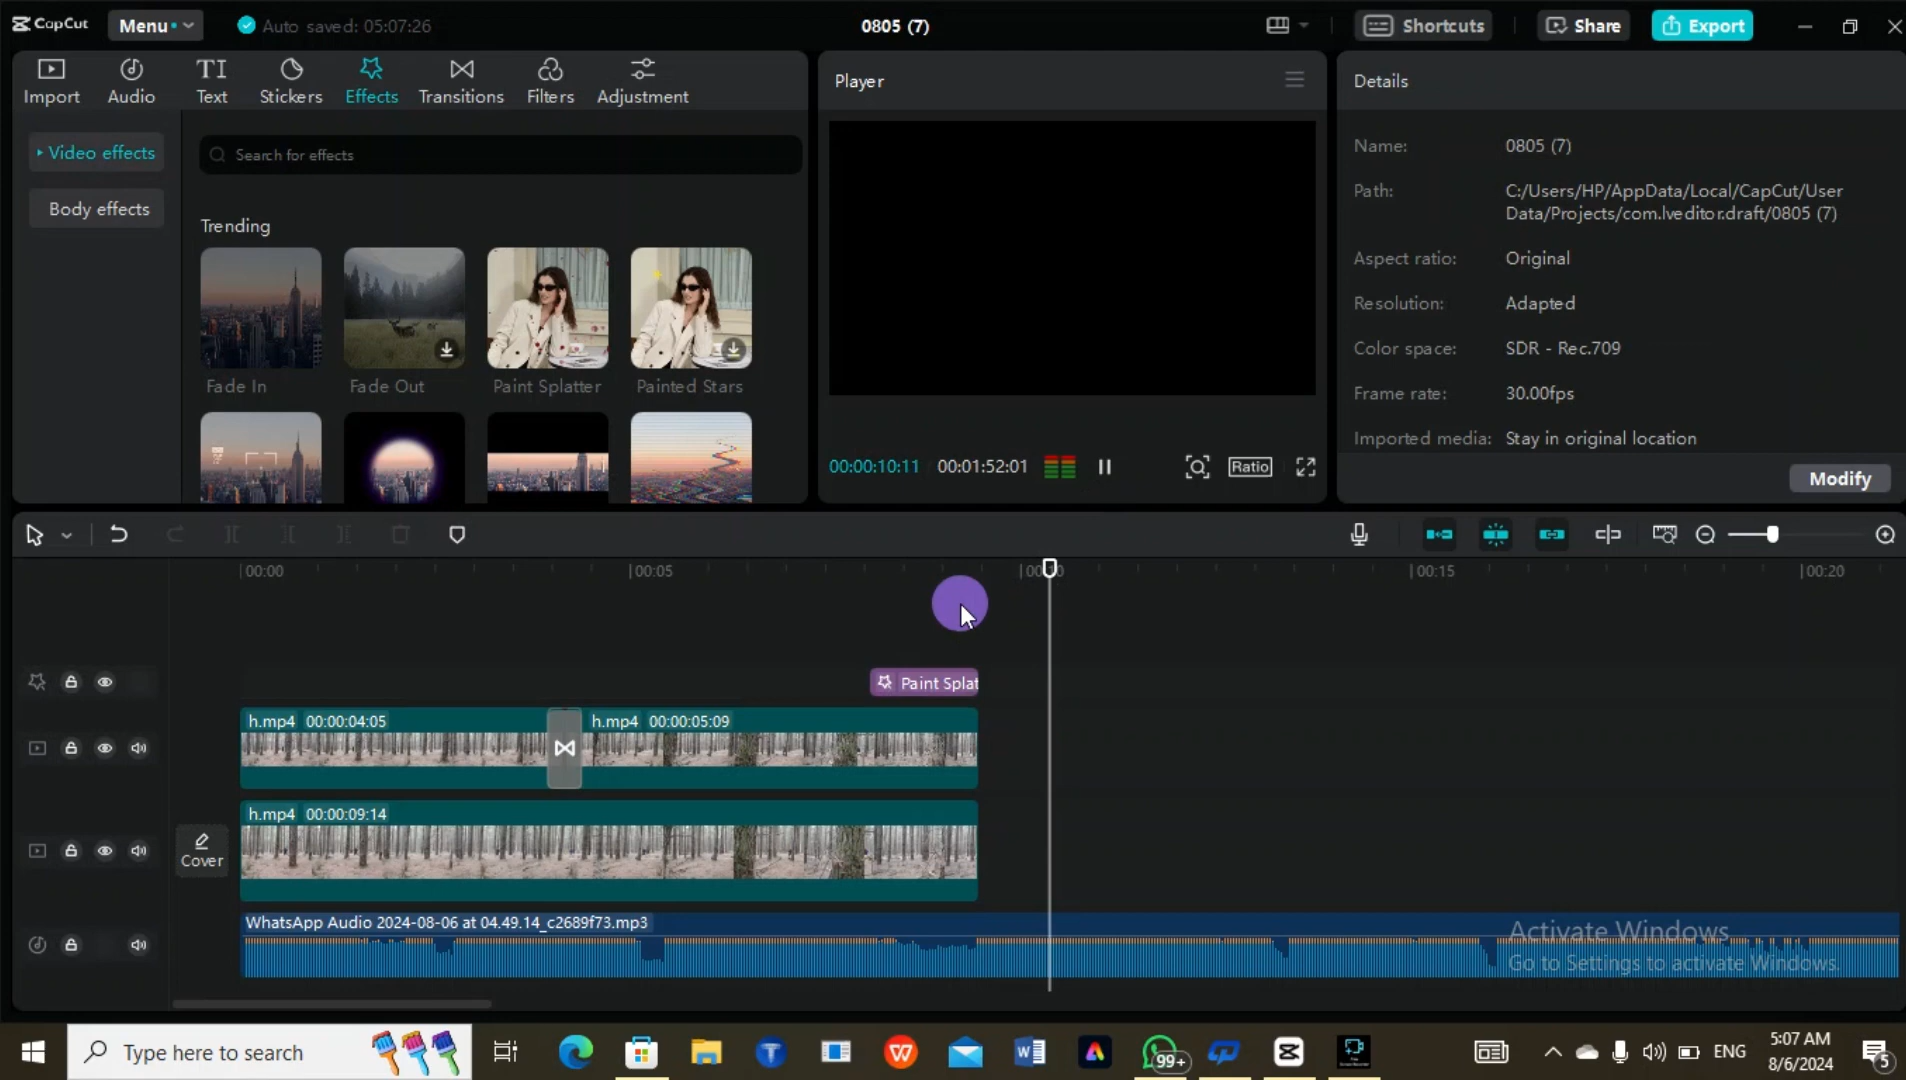 CapCut
Menu
Auto saved: 05:07:26
0805 (7)
Shortcuts
Share
Export
Import
Audio
TI
Text
Stickers
Effects
Transitions
Filters
Adjustment
Player
Details
Video effects
Body effects
Search for effects
Trending
Fade In
Fade Out
Paint Splatter
Painted Stars
Name: 0805 (7)
Path: C:/Users/HP/AppData/Local/CapCut/User
Data/Projects/com.lveditor.draft/0805 (7)
Aspect ratio: Original
Resolution: Adapted
Color space: SDR - Rec.709
Frame rate: 30.00fps
Imported media: Stay in original location
00:00:10:11
00:01:52:01
Ratio
Modify
00:00
00:05
00:15
00:20
Paint Splat
h.mp4 00:00:04:05
h.mp4 00:00:05:09
h.mp4 00:00:09:14
Cover
WhatsApp Audio 2024-08-06 at 04.49.14_c2689f73.mp3
Activate Windows
Go to Settings to activate Windows.
Type here to search
99+
ENG
5:07 AM
8/6/2024
5